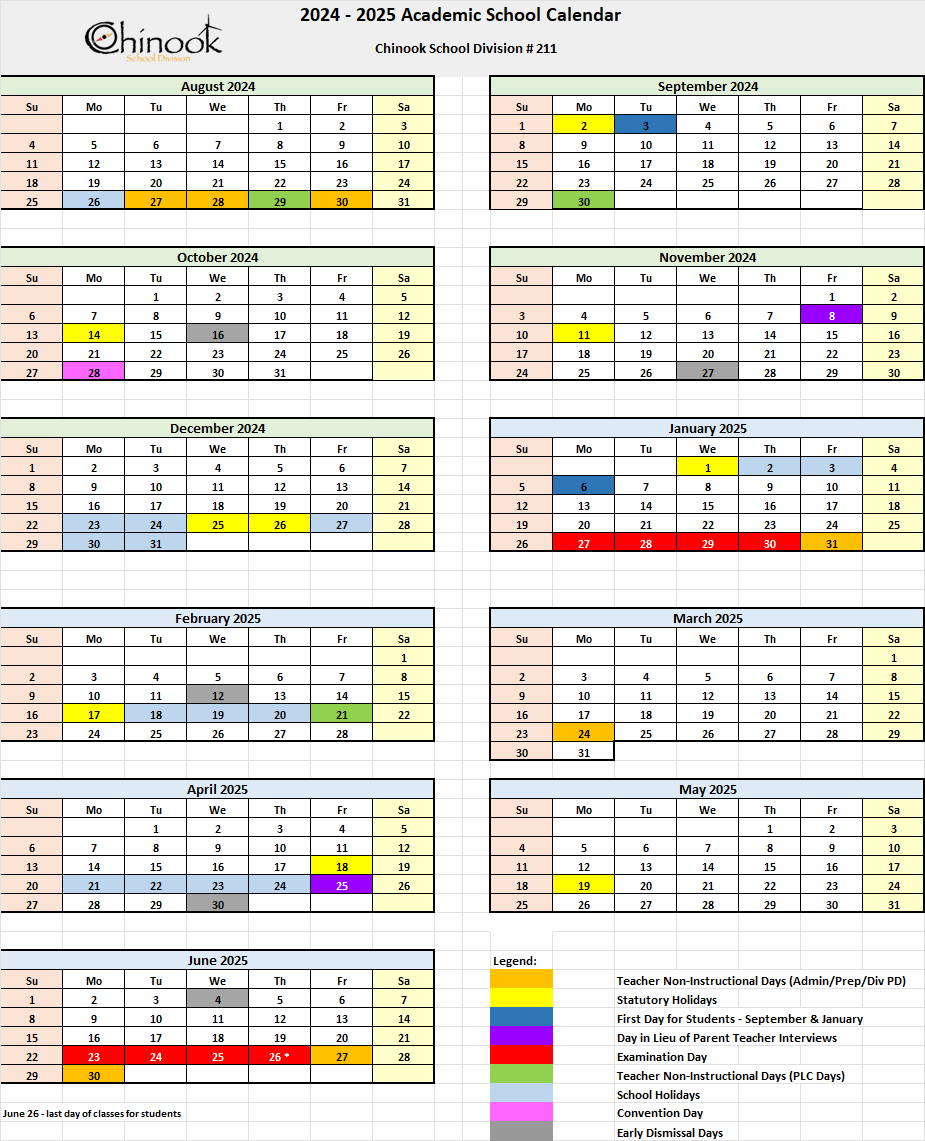 2024 - 2025 Academic School Calendar
Chinook
School Division
Chinook School Division # 211
August 2024
Su Mo Tu We Th Fr Sa
1 2 3
4 5 6 7 8 9 10
11 12 13 14 15 16 17
18 19 20 21 22 23 24
25 26 27 28 29 30 31
September 2024
Su Mo Tu We Th Fr Sa
1 2 3 4 5 6 7
8 9 10 11 12 13 14
15 16 17 18 19 20 21
22 23 24 25 26 27 28
29 30
October 2024
Su Mo Tu We Th Fr Sa
1 2 3 4 5
6 7 8 9 10 11 12
13 14 15 16 17 18 19
20 21 22 23 24 25 26
27 28 29 30 31
November 2024
Su Mo Tu We Th Fr Sa
1 2
3 4 5 6 7 8 9
10 11 12 13 14 15 16
17 18 19 20 21 22 23
24 25 26 27 28 29 30
December 2024
Su Mo Tu We Th Fr Sa
1 2 3 4 5 6 7
8 9 10 11 12 13 14
15 16 17 18 19 20 21
22 23 24 25 26 27 28
29 30 31
January 2025
Su Mo Tu We Th Fr Sa
1 2 3 4
5 6 7 8 9 10 11
12 13 14 15 16 17 18
19 20 21 22 23 24 25
26 27 28 29 30 31
February 2025
Su Mo Tu We Th Fr Sa
1
2 3 4 5 6 7 8
9 10 11 12 13 14 15
16 17 18 19 20 21 22
23 24 25 26 27 28
March 2025
Su Mo Tu We Th Fr Sa
1
2 3 4 5 6 7 8
9 10 11 12 13 14 15
16 17 18 19 20 21 22
23 24 25 26 27 28 29
30 31
April 2025
Su Mo Tu We Th Fr Sa
1 2 3 4 5
6 7 8 9 10 11 12
13 14 15 16 17 18 19
20 21 22 23 24 25 26
27 28 29 30
May 2025
Su Mo Tu We Th Fr Sa
1 2 3
4 5 6 7 8 9 10
11 12 13 14 15 16 17
18 19 20 21 22 23 24
25 26 27 28 29 30 31
June 2025
Su Mo Tu We Th Fr Sa
1 2 3 4 5 6 7
8 9 10 11 12 13 14
15 16 17 18 19 20 21
22 23 24 25 26 * 27 28
29 30
June 26 - last day of classes for students
Legend:
Teacher Non-Instructional Days (Admin/Prep/Div PD)
Statutory Holidays
First Day for Students - September & January
Day in Lieu of Parent Teacher Interviews
Examination Day
Teacher Non-Instructional Days (PLC Days)
School Holidays
Convention Day
Early Dismissal Days